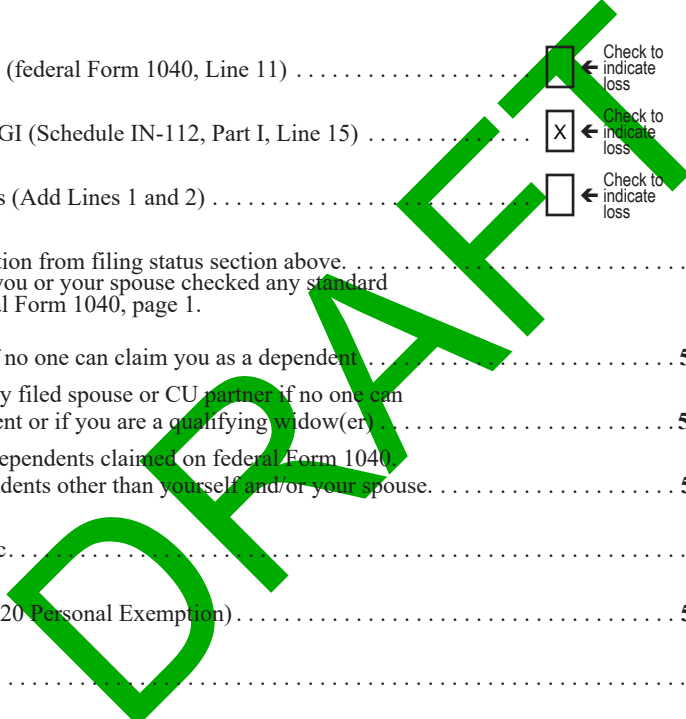 (federal Form 1040, Line 11) . . . . . . . . . . . . . . . . . . . . . Check to indicate loss
GI (Schedule IN-112, Part I, Line 15) . . . . . . . . . . . . . X Check to indicate loss
s (Add Lines 1 and 2) . . . . . . . . . . . . . . . . . . . . . . . . . . . . Check to indicate loss
tion from filing status section above. . . . . . . . . . . . . . . . . . . . . . . . . . . . . .
you or your spouse checked any standard
l Form 1040, page 1.
no one can claim you as a dependent . . . . . . . . . . . . . . . . . . . . . . . . . . . 5
y filed spouse or CU partner if no one can
ent or if you are a qualifying widow(er) . . . . . . . . . . . . . . . . . . . . . . . . . . 5
ependents claimed on federal Form 1040.
dents other than yourself and/or your spouse. . . . . . . . . . . . . . . . . . . . . . 5
c. . . . . . . . . . . . . . . . . . . . . . . . . . . . . . . . . . . . . . . . . . . . . . . . . . . . . . . . . .
20 Personal Exemption) . . . . . . . . . . . . . . . . . . . . . . . . . . . . . . . . . . . . . . 5
. . . . . . . . . . . . . . . . . . . . . . . . . . . . . . . . . . . . . . . . . . . . . . . . . . . . . . . . . .
DRAFT